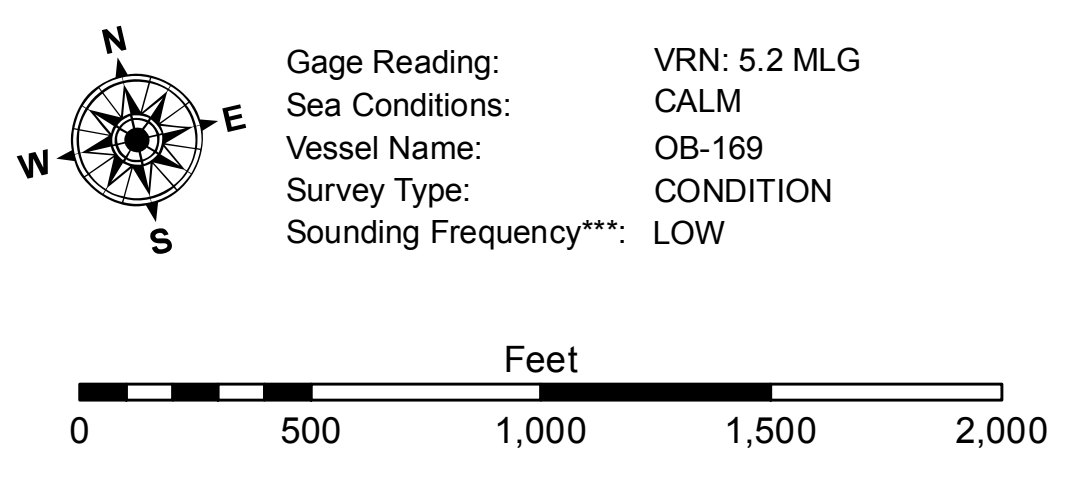 N
E
W
S
Gage Reading: VRN: 5.2 MLG
Sea Conditions: CALM
Vessel Name: OB-169
Survey Type: CONDITION
Sounding Frequency***: LOW
Feet
0 500 1,000 1,500 2,000